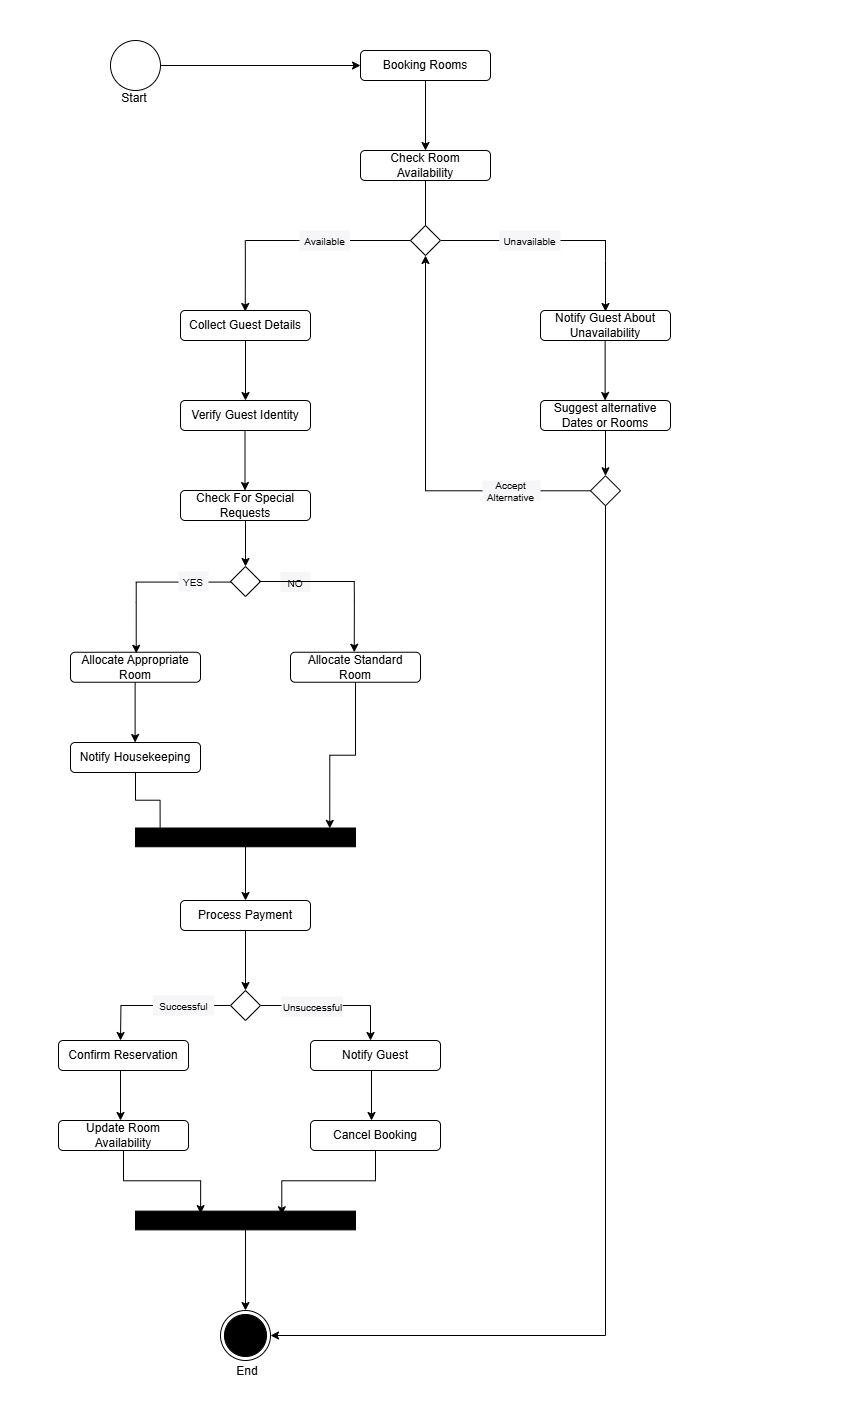 Start
Booking Rooms
Check Room
Availability
Available
Unavailable
Collect Guest Details
Notify Guest About
Unavailability
Verify Guest Identity
Suggest alternative
Dates or Rooms
Check For Special
Requests
Accept
Alternative
YES
NO
Allocate Appropriate
Room
Allocate Standard
Room
Notify Housekeeping
Process Payment
Successful
Unsuccessful
Confirm Reservation
Notify Guest
Update Room
Availability
Cancel Booking
End